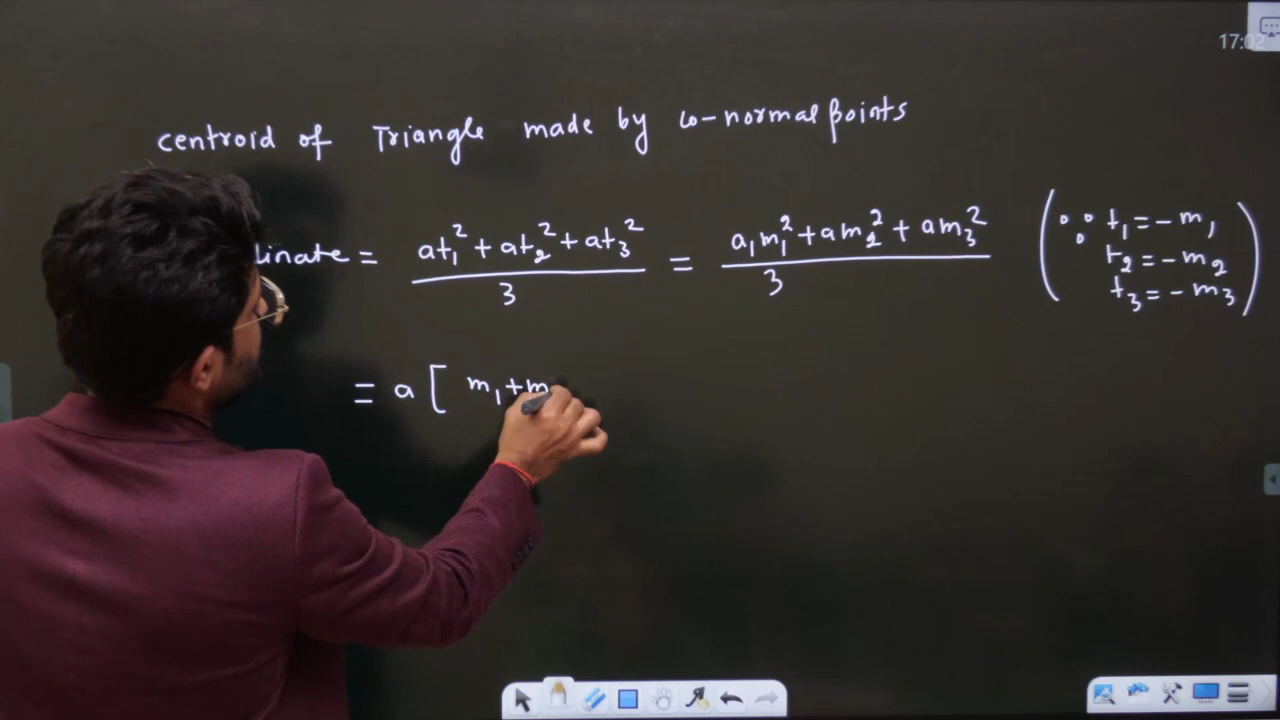 17:02
centroid of Triangle made by co-normal points
dinate = at₁² + at₂² + at₃² / 3 = a₁m₁² + am₂² + am₃² / 3 (∵ t₁ = -m₁
t₂ = -m₂
t₃ = -m₃)
= a [ m₁ + m